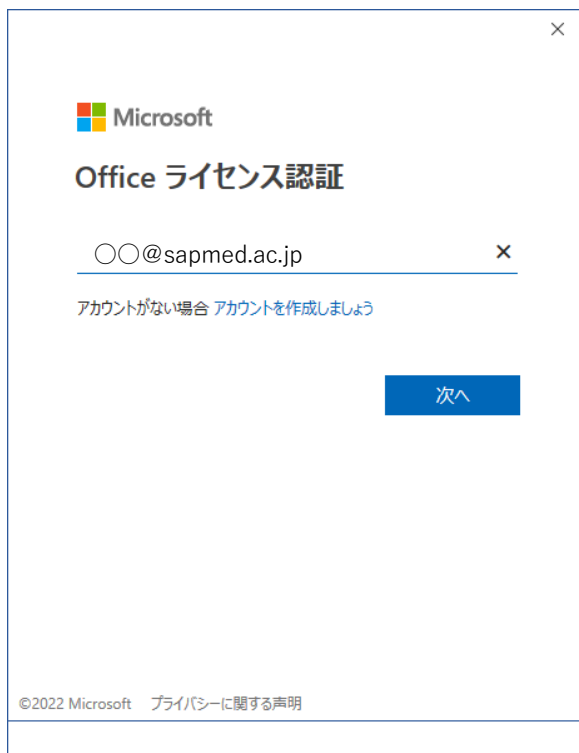 Microsoft
Office ライセンス認証
○○@sapmed.ac.jp
アカウントがない場合 アカウントを作成しましょう
次へ
©2022 Microsoft プライバシーに関する声明